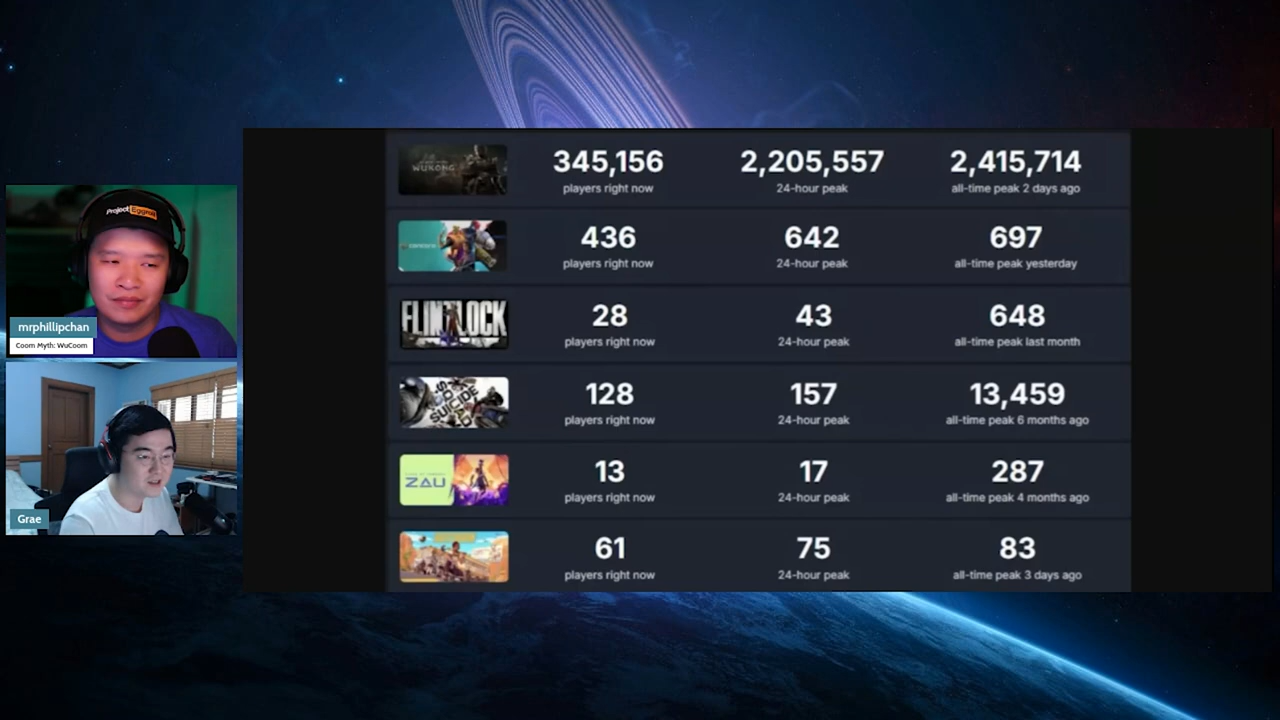 Project Egg
mrphillipchan
Coom Myth: WuCoom
Grae
WUKONG
345,156
players right now
2,205,557
24-hour peak
2,415,714
all-time peak 2 days ago
436
players right now
642
24-hour peak
697
all-time peak yesterday
FLINTLOCK
28
players right now
43
24-hour peak
648
all-time peak last month
SUICIDE
128
players right now
157
24-hour peak
13,459
all-time peak 6 months ago
ZAU
13
players right now
17
24-hour peak
287
all-time peak 4 months ago
61
players right now
75
24-hour peak
83
all-time peak 3 days ago